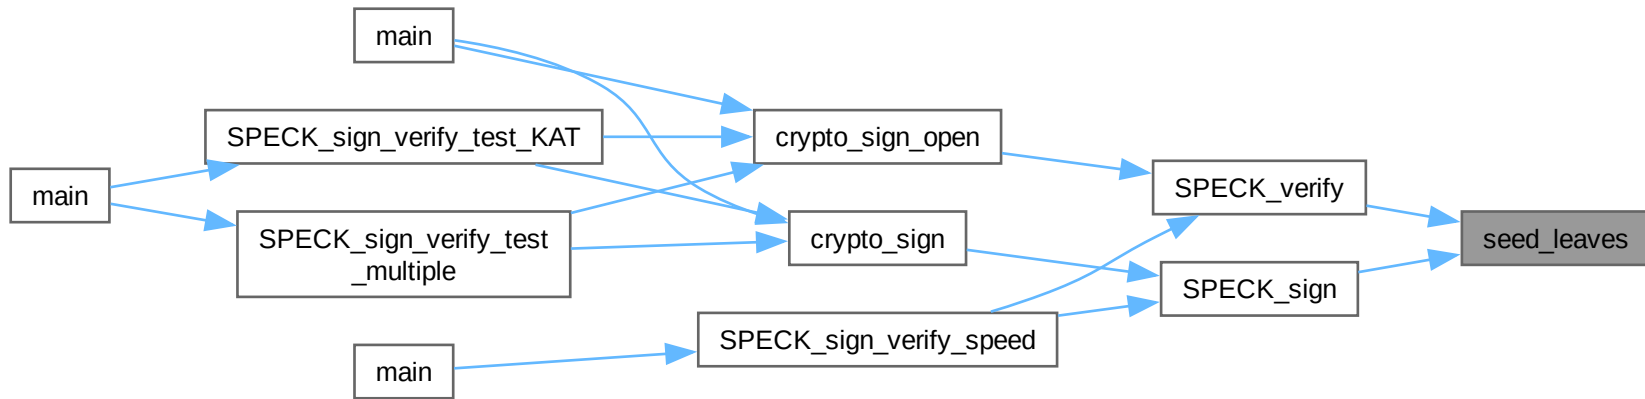 main
SPECK_sign_verify_test_KAT
crypto_sign_open
main
SPECK_verify
SPECK_sign_verify_test
_multiple
crypto_sign
seed_leaves
SPECK_sign
SPECK_sign_verify_speed
main